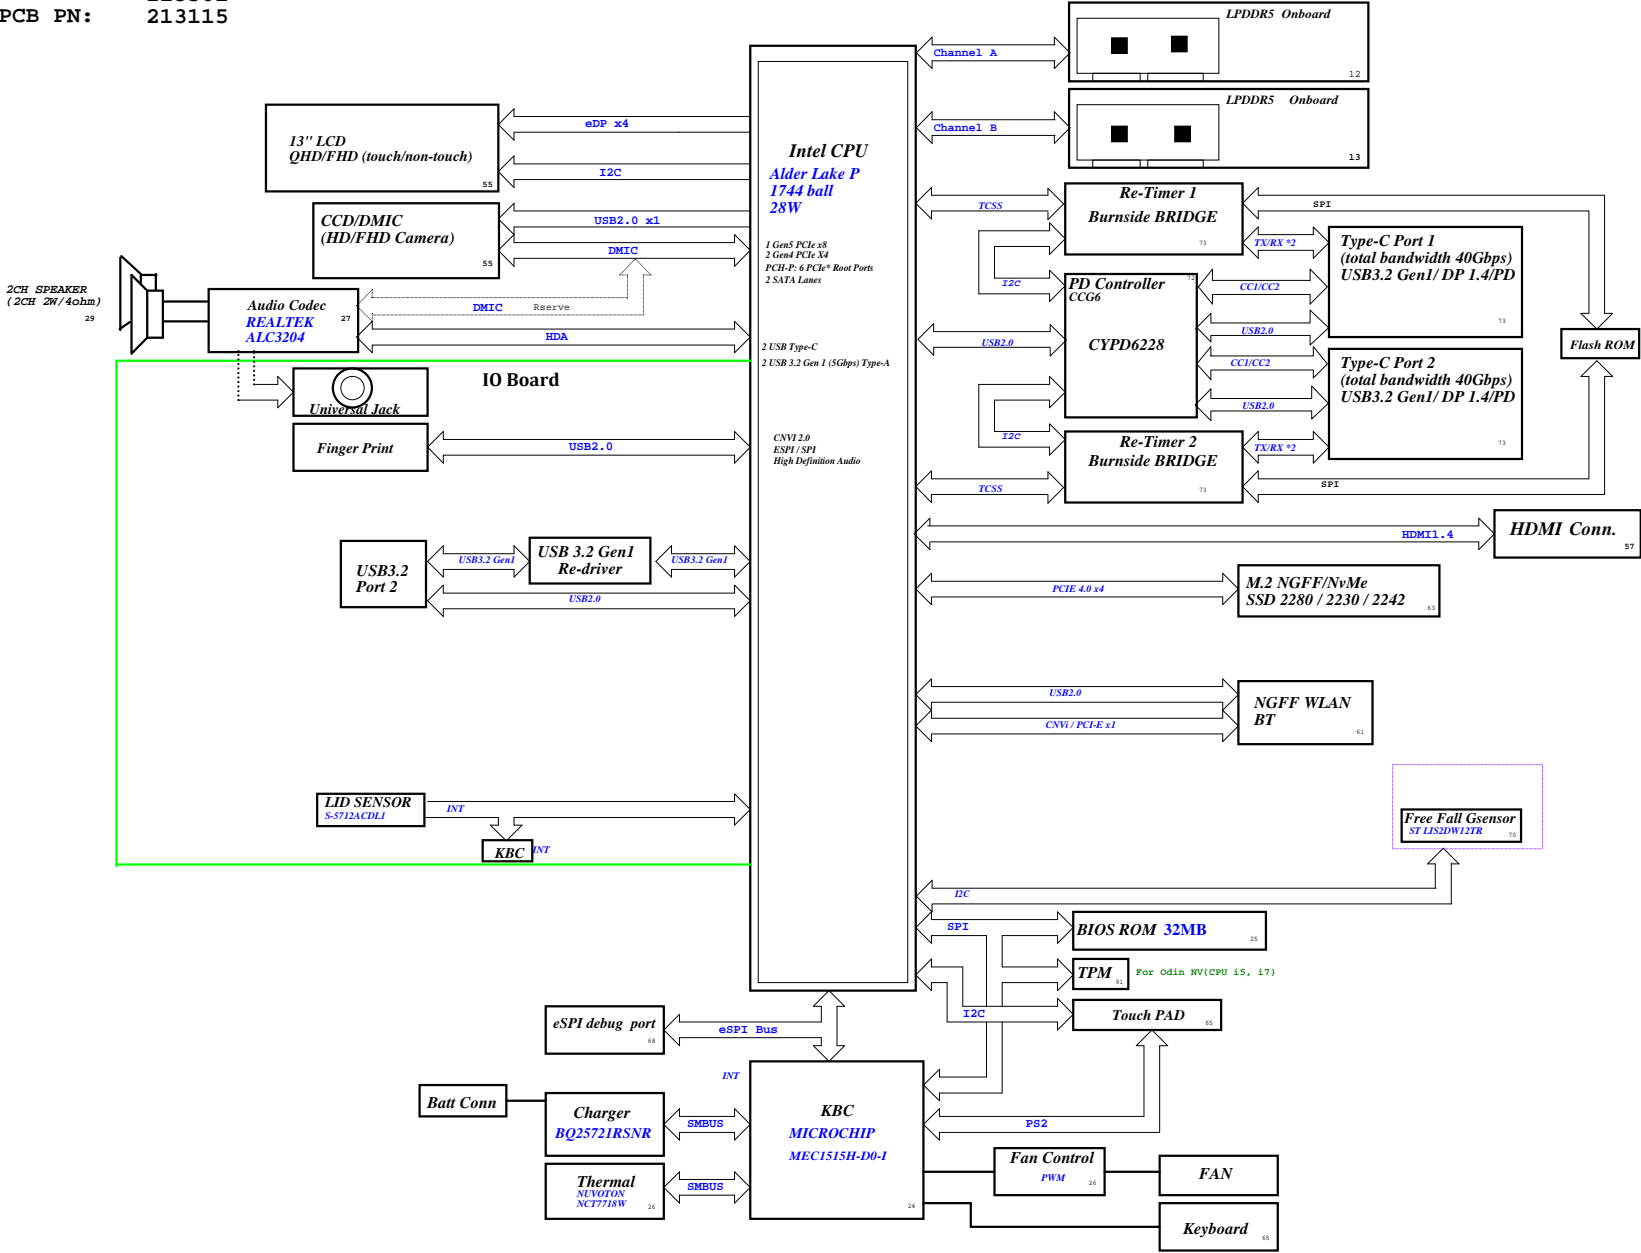 PCB PN: 213115
LPDDR5 Onboard
12
Channel A
LPDDR5 Onboard
13
Channel B
13" LCD
QHD/FHD (touch/non-touch)
55
eDP x4
I2C
CCD/DMIC
(HD/FHD Camera)
55
USB2.0 x1
DMIC
2CH SPEAKER
(2CH 2W/4ohm)
29
Audio Codec
REALTEK
ALC3204
27
DMIC Rserve
HDA
IO Board
Universal Jack
Finger Print
USB2.0
USB3.2
Port 2
USB3.2 Gen1
USB 3.2 Gen1
Re-driver
USB3.2 Gen1
USB2.0
LID SENSOR
S-5712ACDL1
INT
KBC
INT
Intel CPU
Alder Lake P
1744 ball
28W
1 Gen5 PCIe x8
2 Gen4 PCIe X4
PCH-P: 6 PCIe* Root Ports
2 SATA Lanes
2 USB Type-C
2 USB 3.2 Gen 1 (5Gbps) Type-A
CNVI 2.0
ESPI / SPI
High Definition Audio
TCSS
Re-Timer 1
Burnside BRIDGE
73
SPI
TX/RX *2
Type-C Port 1
(total bandwidth 40Gbps)
USB3.2 Gen1/ DP 1.4/PD
73
I2C
PD Controller
72
CCG6
CYPD6228
CC1/CC2
USB2.0
USB2.0
CC1/CC2
USB2.0
Flash ROM
Type-C Port 2
(total bandwidth 40Gbps)
USB3.2 Gen1/ DP 1.4/PD
73
I2C
Re-Timer 2
Burnside BRIDGE
73
TX/RX *2
SPI
TCSS
HDMI1.4
HDMI Conn.
57
PCIE 4.0 x4
M.2 NGFF/NvMe
SSD 2280 / 2230 / 2242
63
USB2.0
CNVi / PCI-E x1
NGFF WLAN
BT
61
Free Fall Gsensor
ST LIS2DW12TR
70
I2C
SPI
BIOS ROM 32MB
25
TPM
91
For Odin NV(CPU i5, i7)
I2C
Touch PAD
65
eSPI debug port
68
eSPI Bus
INT
Batt Conn
Charger
BQ25721RSNR
SMBUS
Thermal
NUVOTON
NCT7718W
26
SMBUS
KBC
MICROCHIP
MEC1515H-D0-I
24
PS2
Fan Control
PWM
26
FAN
Keyboard
65